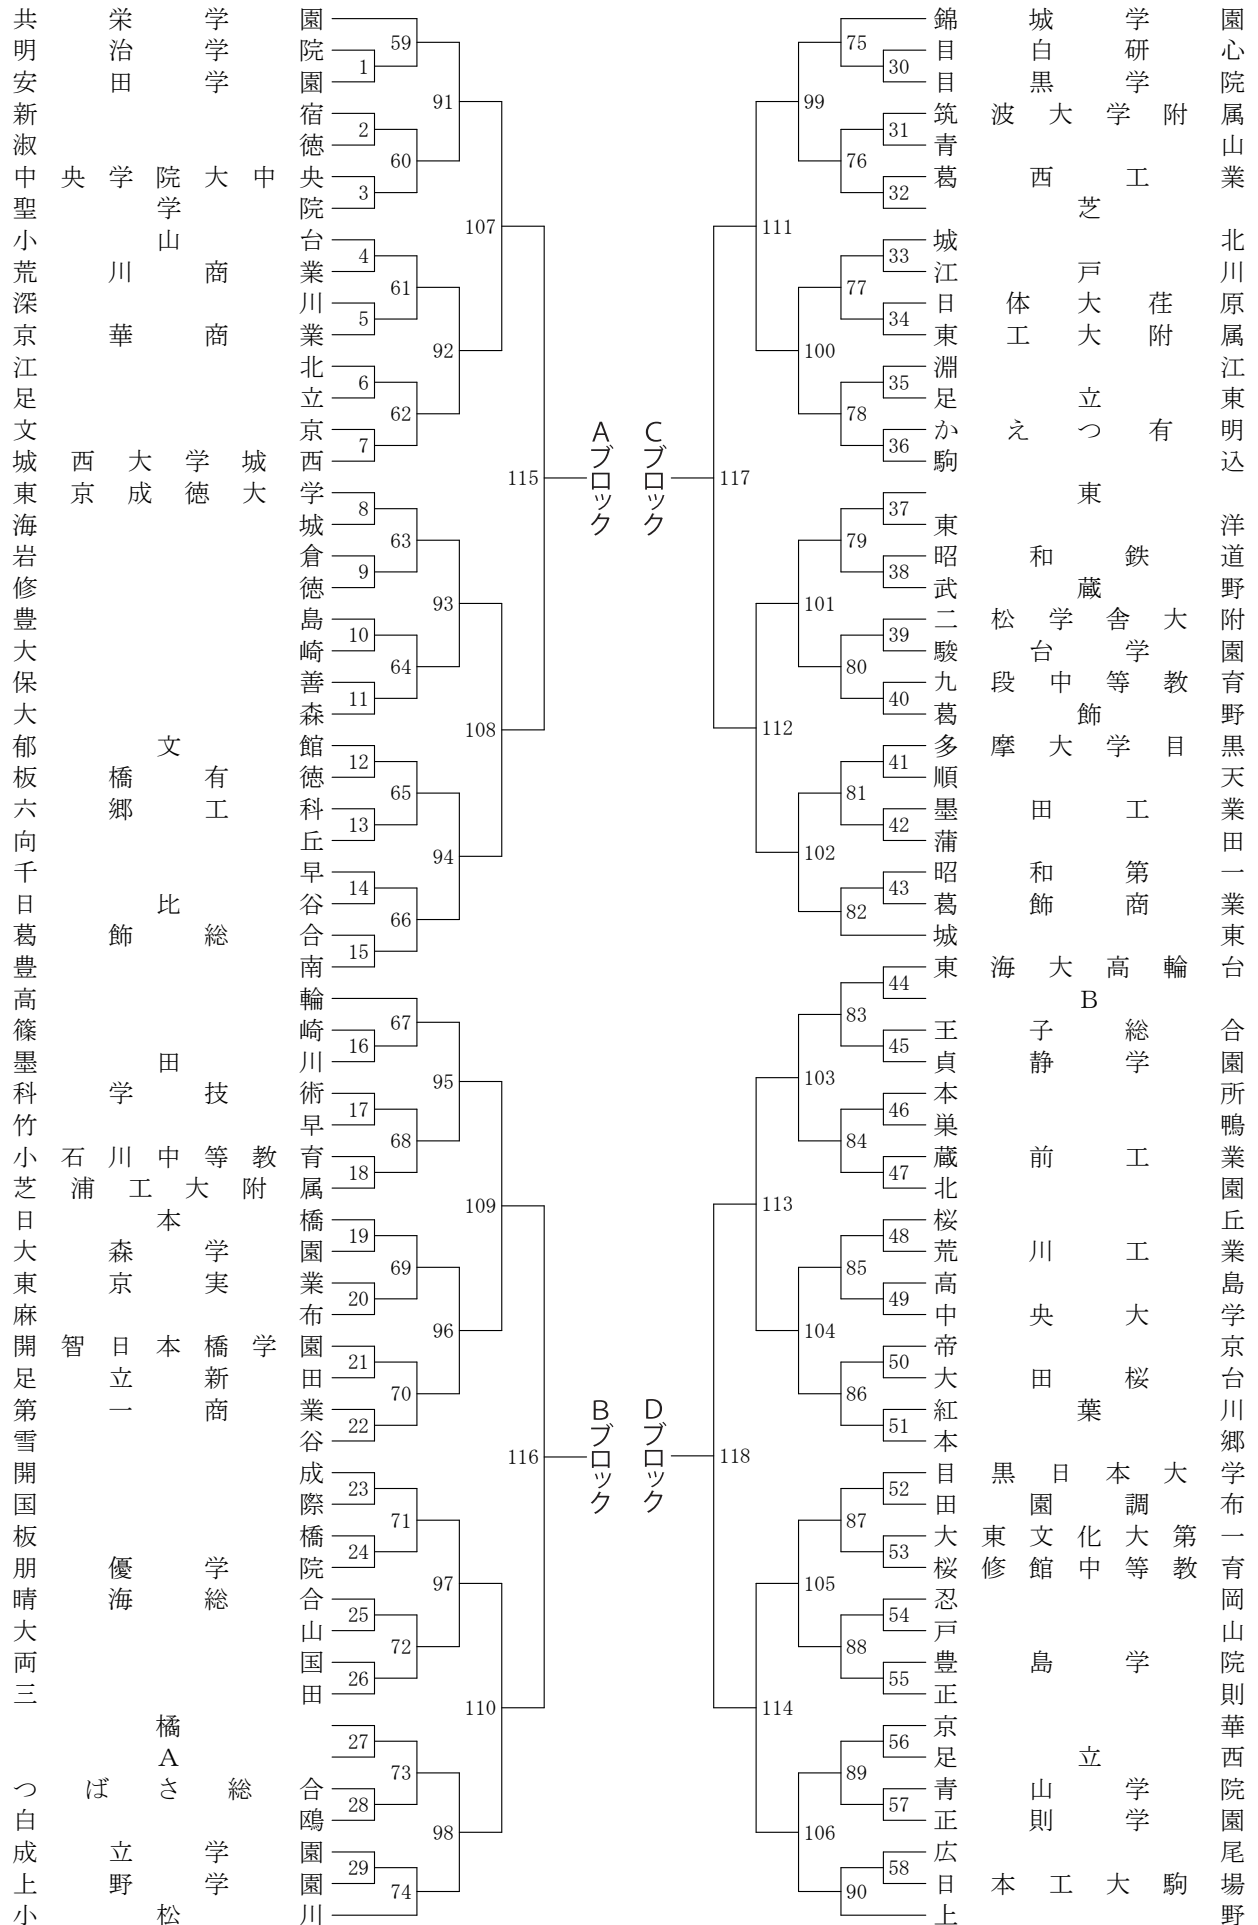 共栄学園
明治学院
安田学園
新宿
淑徳
中央学院大中央
聖学院
小山台
荒川商業
深川
京華商業
江北
足立
文京
城西大学城西
東京成徳大学
海城
岩倉
修徳
豊島
大崎
保善
大森
郁文館
板橋有徳
六郷工科
向丘
千早
日比谷
葛飾総合
豊南
高輪
篠崎
墨田川
科学技術
竹早
小石川中等教育
芝浦工大附属
日本橋
大森学園
東京実業
麻布
開智日本橋学園
足立新田
第一商業
雪谷
開成
国際
板橋
朋優学院
晴海総合
大山
両国
三田
橘
A
つばさ総合
白鴎
成立学園
上野学園
小松川
1
2
3
4
5
6
7
8
9
10
11
12
13
14
15
16
17
18
19
20
21
22
23
24
25
26
27
28
29
59
60
61
62
63
64
65
66
67
68
69
70
71
72
73
74
91
92
93
94
95
96
97
98
107
108
109
110
115
116
Aブロック
Bブロック
Cブロック
Dブロック
117
118
111
112
113
114
99
100
101
102
103
104
105
106
75
76
77
78
79
80
81
82
83
84
85
86
87
88
89
90
30
31
32
33
34
35
36
37
38
39
40
41
42
43
44
45
46
47
48
49
50
51
52
53
54
55
56
57
58
錦城学園
目白研心
目黒学院
筑波大学附属
青山
葛西工業
芝
城北
江戸川
日体大荏原
東工大附属
淵江
足立東
かえつ有明
駒込
東
東洋
昭和鉄道
武蔵野
二松学舎大附
駿台学園
九段中等教育
葛飾野
多摩大学目黒
順天
墨田工業
蒲田
昭和第一
葛飾商業
城東
東海大高輪台
B
王子総合
貞静学園
本所
巣鴨
蔵前工業
北園
桜丘
荒川工業
高島
中央大学
帝京
大田桜台
紅葉川
本郷
目黒日本大学
田園調布
大東文化大第一
桜修館中等教育
忍岡
戸山
豊島学院
正則
京華
足立西
青山学院
正則学園
広尾
日本工大駒場
上野